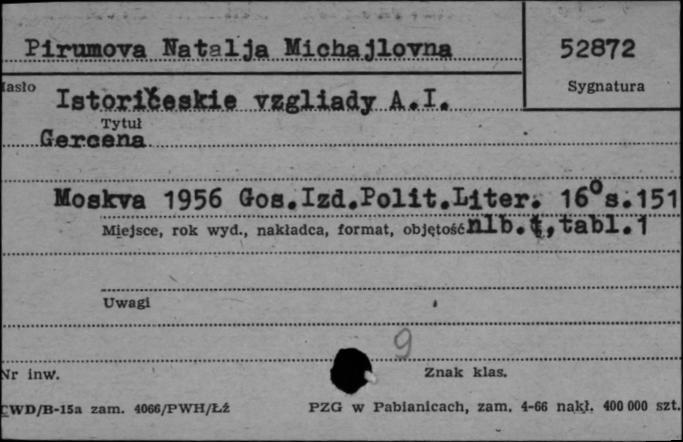 Pirumova Natalja Michajlovna
52872
Hasło
Sygnatura
Istoričeskie vzgliady A.I.
Tytuł
Gercena
Moskva 1956 Gos.Izd.Polit.Liter. 16° s.151
Miejsce, rok wyd., nakładca, format, objętość nlb. , tabl.1
Uwagi
9
Nr inw.
Znak klas.
CWD/B-15a zam. 4066/PWH/Łź
PZG w Pabianicach, zam. 4-66 nakł. 400 000 szt.